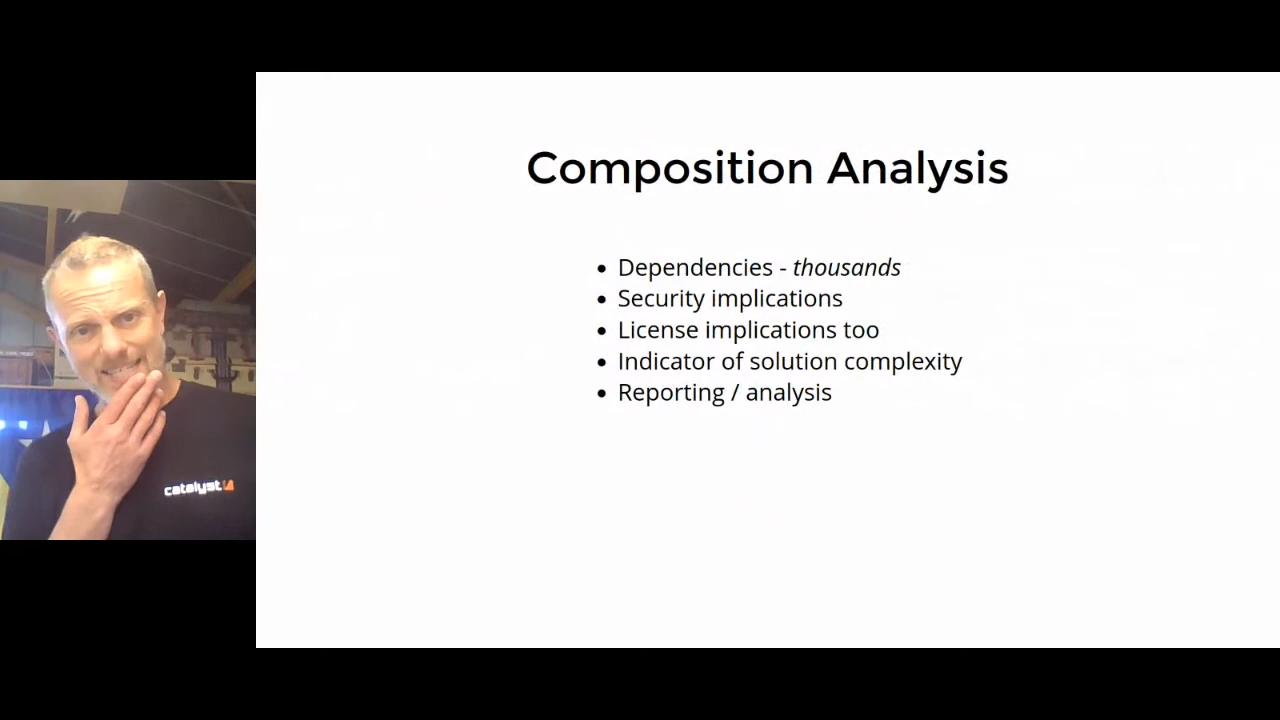 Composition Analysis
Dependencies - thousands
Security implications
License implications too
Indicator of solution complexity
Reporting / analysis
catalyst